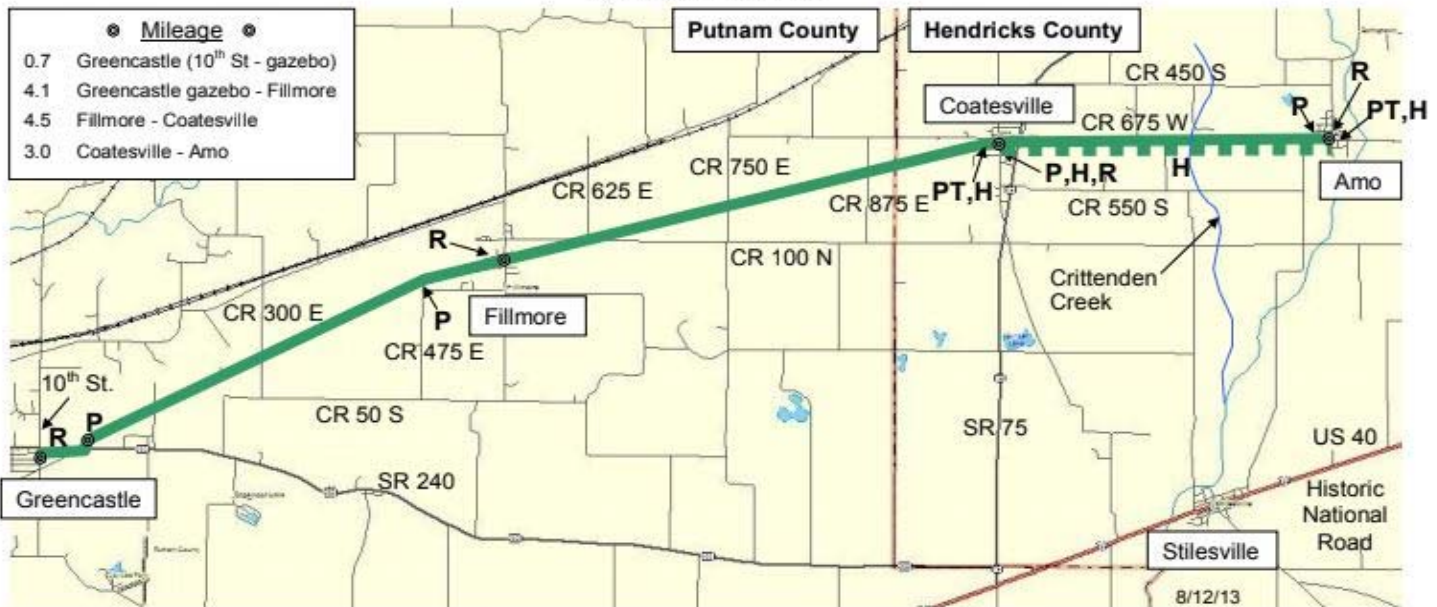 Mileage
0.7 Greencastle (10th St - gazebo)
4.1 Greencastle gazebo - Fillmore
4.5 Fillmore - Coatesville
3.0 Coatesville - Amo
Putnam County
Hendricks County
CR 450 S
R
Coatesville
P
PT,H
CR 675 W
CR 750 E
CR 625 E
P,H,R
H
PT,H
Amo
CR 875 E
CR 550 S
R
CR 100 N
Crittenden
Creek
CR 300 E
P
Fillmore
Fillmore
CR 475 E
10th St.
P
CR 50 S
R
SR 75
US 40
SR 240
Greencastle
Historic
National
Road
Stilesville
8/12/13